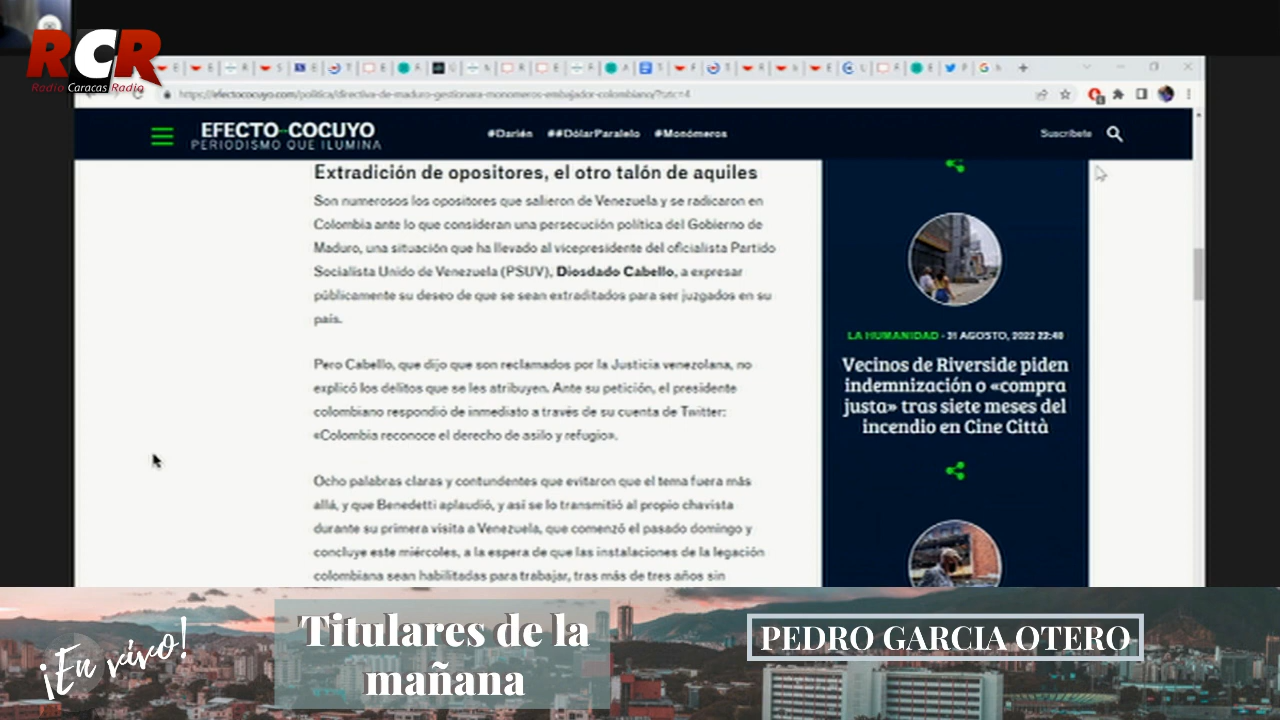 RCR
Radio Caracas Radio
https://efectococuyo.com/politica/directiva-de-maduro-gestionara-monomeros-embajador-colombiano/?utc=4
EFECTO COCUYO
PERIODISMO QUE ILUMINA
#Darién ##DólarParalelo #Monómeros
Suscríbete
Extradición de opositores, el otro talón de aquiles
Son numerosos los opositores que salieron de Venezuela y se radicaron en
Colombia ante lo que consideran una persecución política del Gobierno de
Maduro, una situación que ha llevado al vicepresidente del oficialista Partido
Socialista Unido de Venezuela (PSUV), Diosdado Cabello, a expresar
públicamente su deseo de que se sean extraditados para ser juzgados en su
país.
Pero Cabello, que dijo que son reclamados por la Justicia venezolana, no
explicó los delitos que se les atribuyen. Ante su petición, el presidente
colombiano respondió de inmediato a través de su cuenta de Twitter:
«Colombia reconoce el derecho de asilo y refugio».
Ocho palabras claras y contundentes que evitaron que el tema fuera más
allá, y que Benedetti aplaudió, y así se lo transmitió al propio chavista
durante su primera visita a Venezuela, que comenzó el pasado domingo y
concluye este miércoles, a la espera de que las instalaciones de la legación
colombiana sean habilitadas para trabajar, tras más de tres años sin
LA HUMANIDAD - 31 AGOSTO, 2022 22:40
Vecinos de Riverside piden
indemnización o «compra
justa» tras siete meses del
incendio en Cine Città
¡En vivo!
Titulares de la
mañana
PEDRO GARCIA OTERO